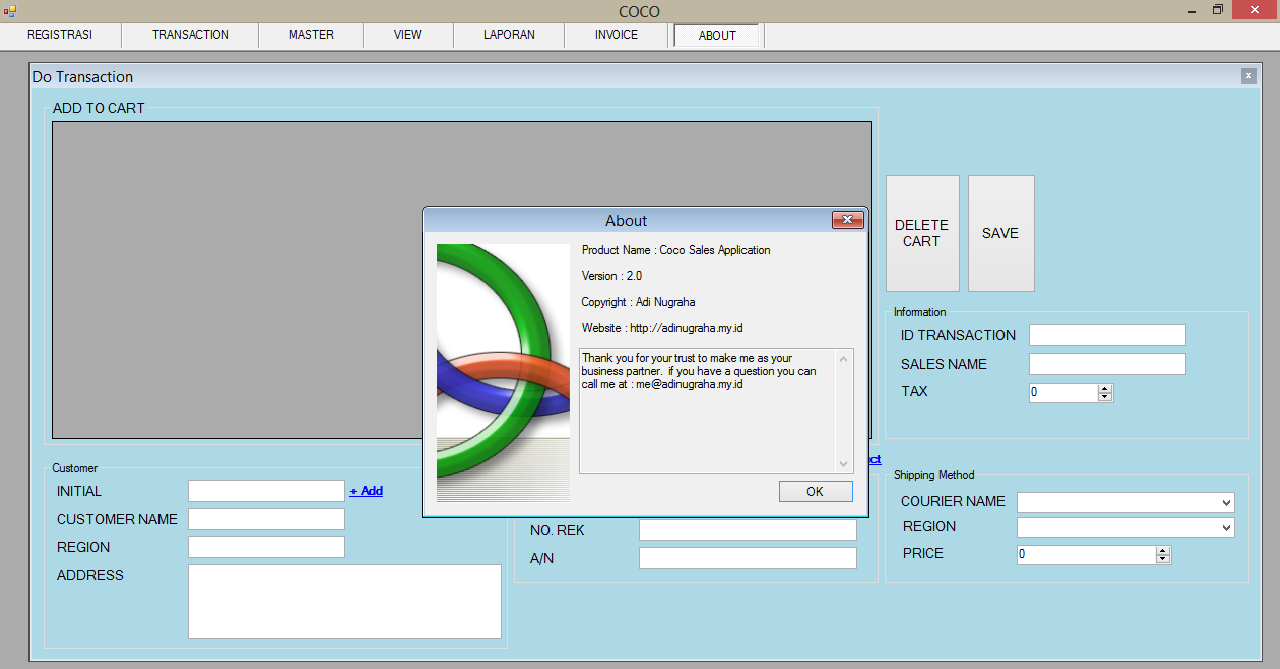 COCO
REGISTRASI TRANSACTION MASTER VIEW LAPORAN INVOICE ABOUT
Do Transaction
ADD TO CART
DELETE
CART
SAVE
About
Product Name : Coco Sales Application
Version : 2.0
Copyright : Adi Nugraha
Website : http://adinugraha.my.id
Thank you for your trust to make me as your
business partner. if you have a question you can
call me at : me@adinugraha.my.id
OK
Information
ID TRANSACTION
SALES NAME
TAX 0
Customer
INITIAL + Add
CUSTOMER NAME
REGION
ADDRESS
NO. REK
A/N
Shipping Method
COURIER NAME
REGION
PRICE 0